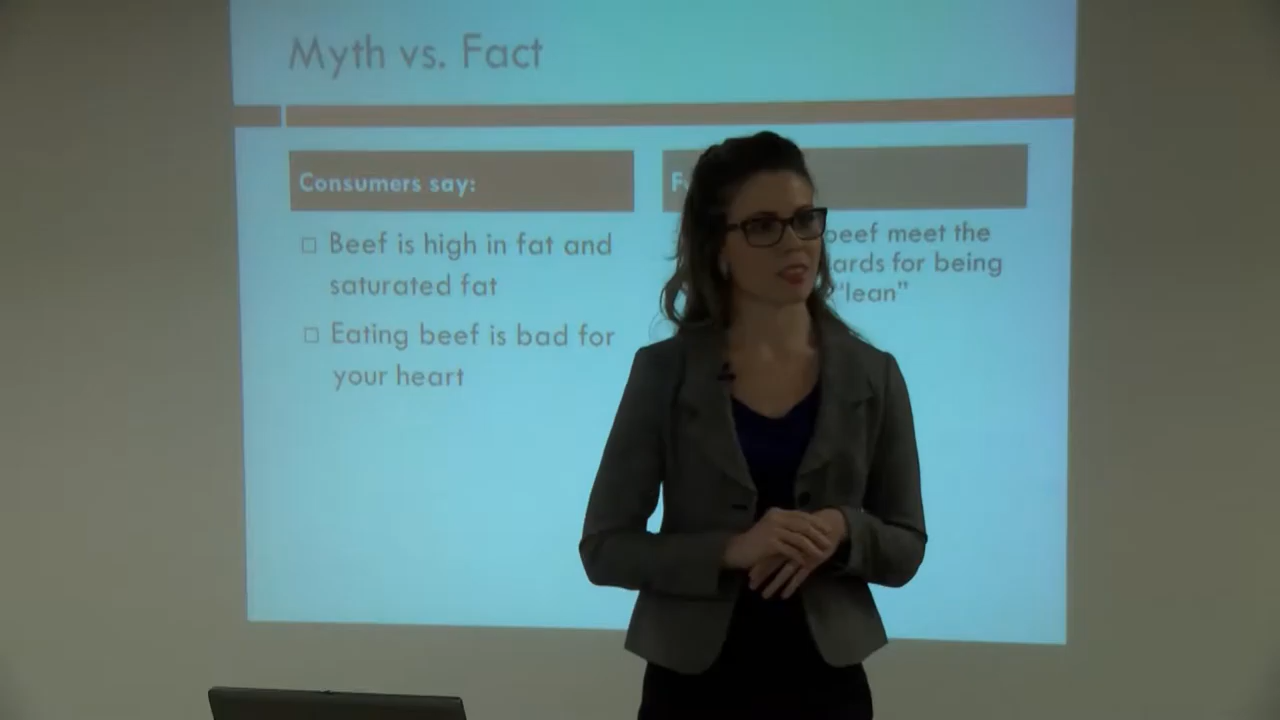 Myth vs. Fact
Consumers say:
□ Beef is high in fat and
saturated fat
□ Eating beef is bad for
your heart
beef meet the
for being
"lean"